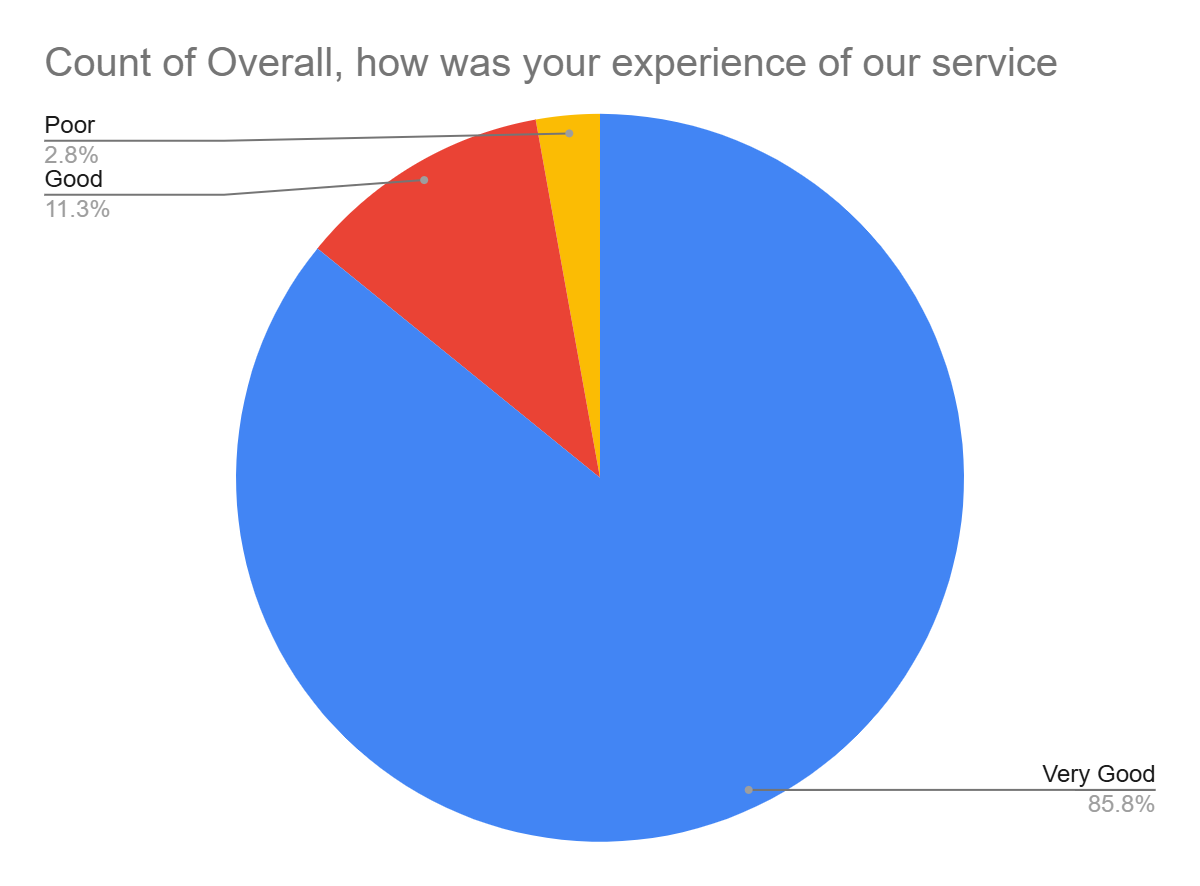 Count of Overall, how was your experience of our service
Poor
2.8%
Good
11.3%
Very Good
85.8%